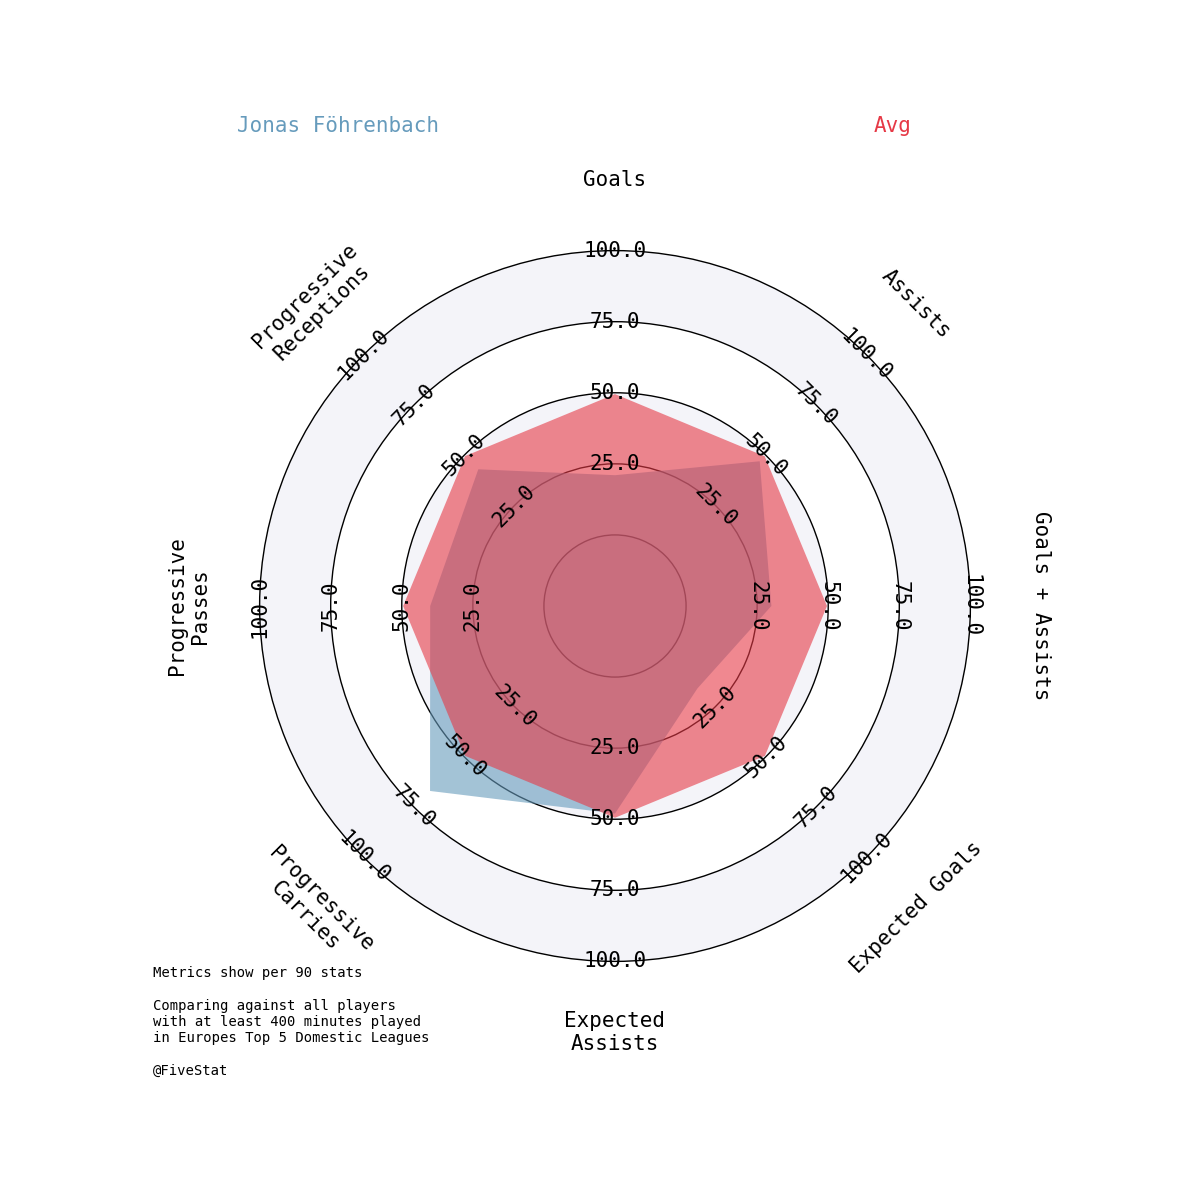 Jonas Föhrenbach
Avg
Goals
Assists
Goals + Assists
Expected Goals
Expected
Assists
Progressive
Carries
Progressive
Passes
Progressive
Receptions
25.0
50.0
75.0
100.0
25.0
50.0
75.0
100.0
25.0
50.0
75.0
100.0
25.0
50.0
75.0
100.0
25.0
50.0
75.0
100.0
25.0
50.0
75.0
100.0
25.0
50.0
75.0
100.0
25.0
50.0
75.0
100.0
Metrics show per 90 stats
Comparing against all players
with at least 400 minutes played
in Europes Top 5 Domestic Leagues
@FiveStat